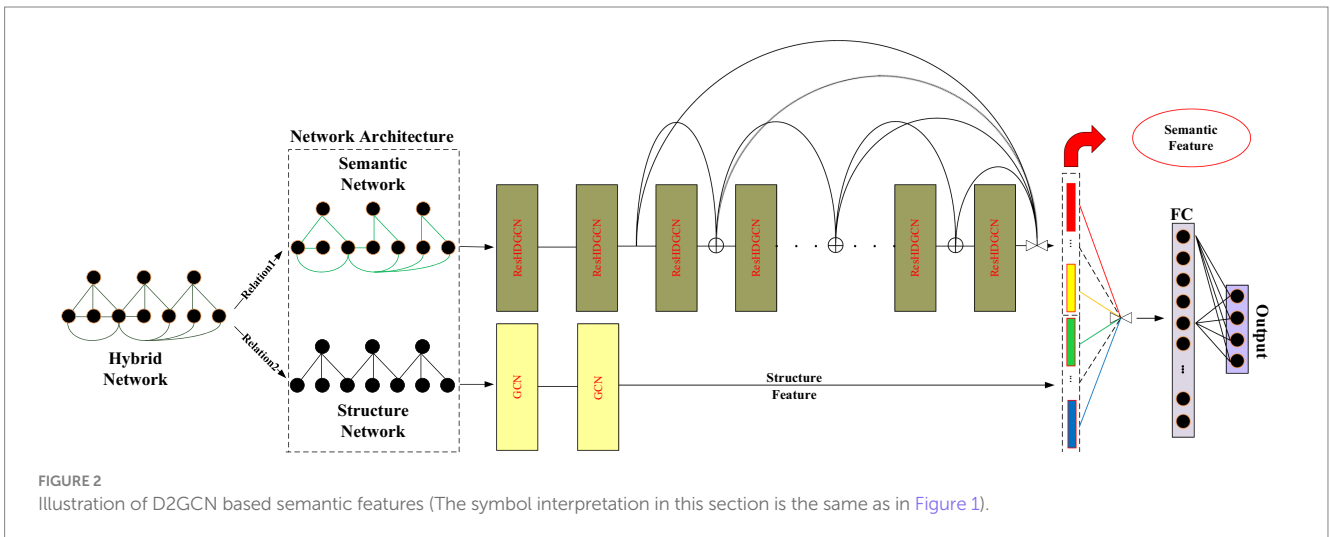 Network Architecture
Semantic
Network
Relation1
Relation2
Hybrid
Network
Structure
Network
ResHDGCN
ResHDGCN
ResHDGCN
ResHDGCN
ResHDGCN
ResHDGCN
GCN
GCN
Structure
Feature
Semantic
Feature
FC
Output
FIGURE 2
Illustration of D2GCN based semantic features (The symbol interpretation in this section is the same as in Figure 1).